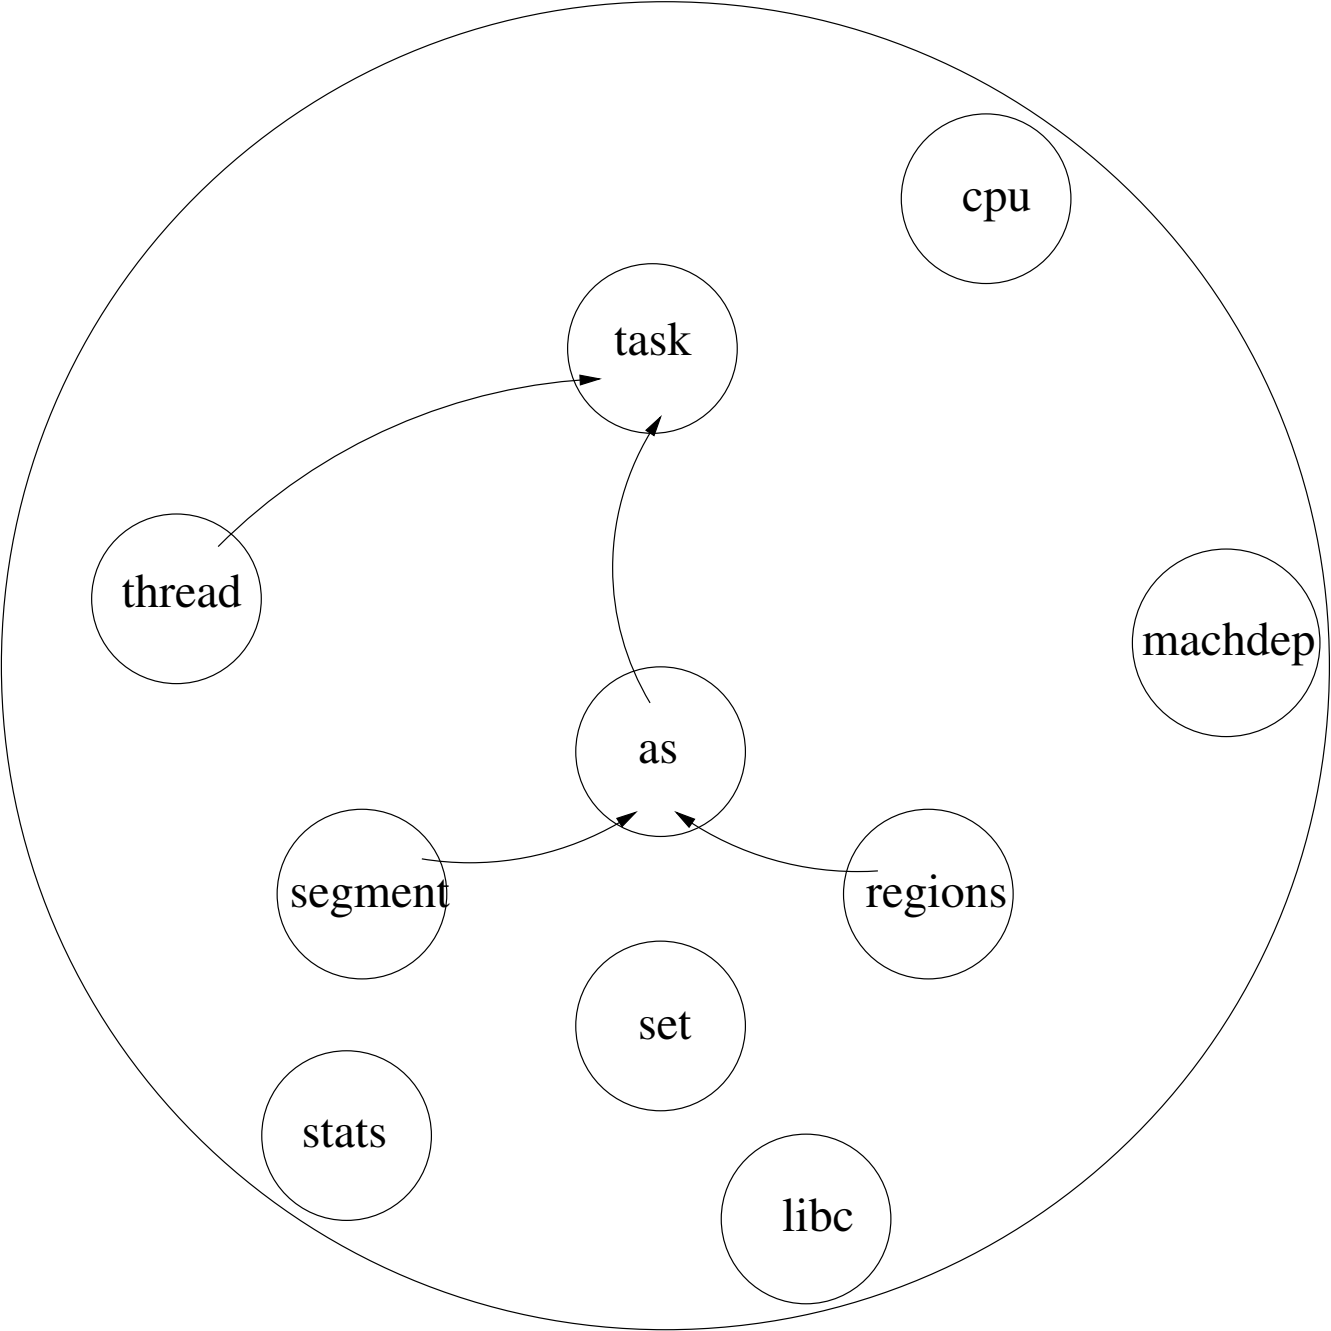 cpu
task
thread
machdep
as
segment
regions
set
stats
libc